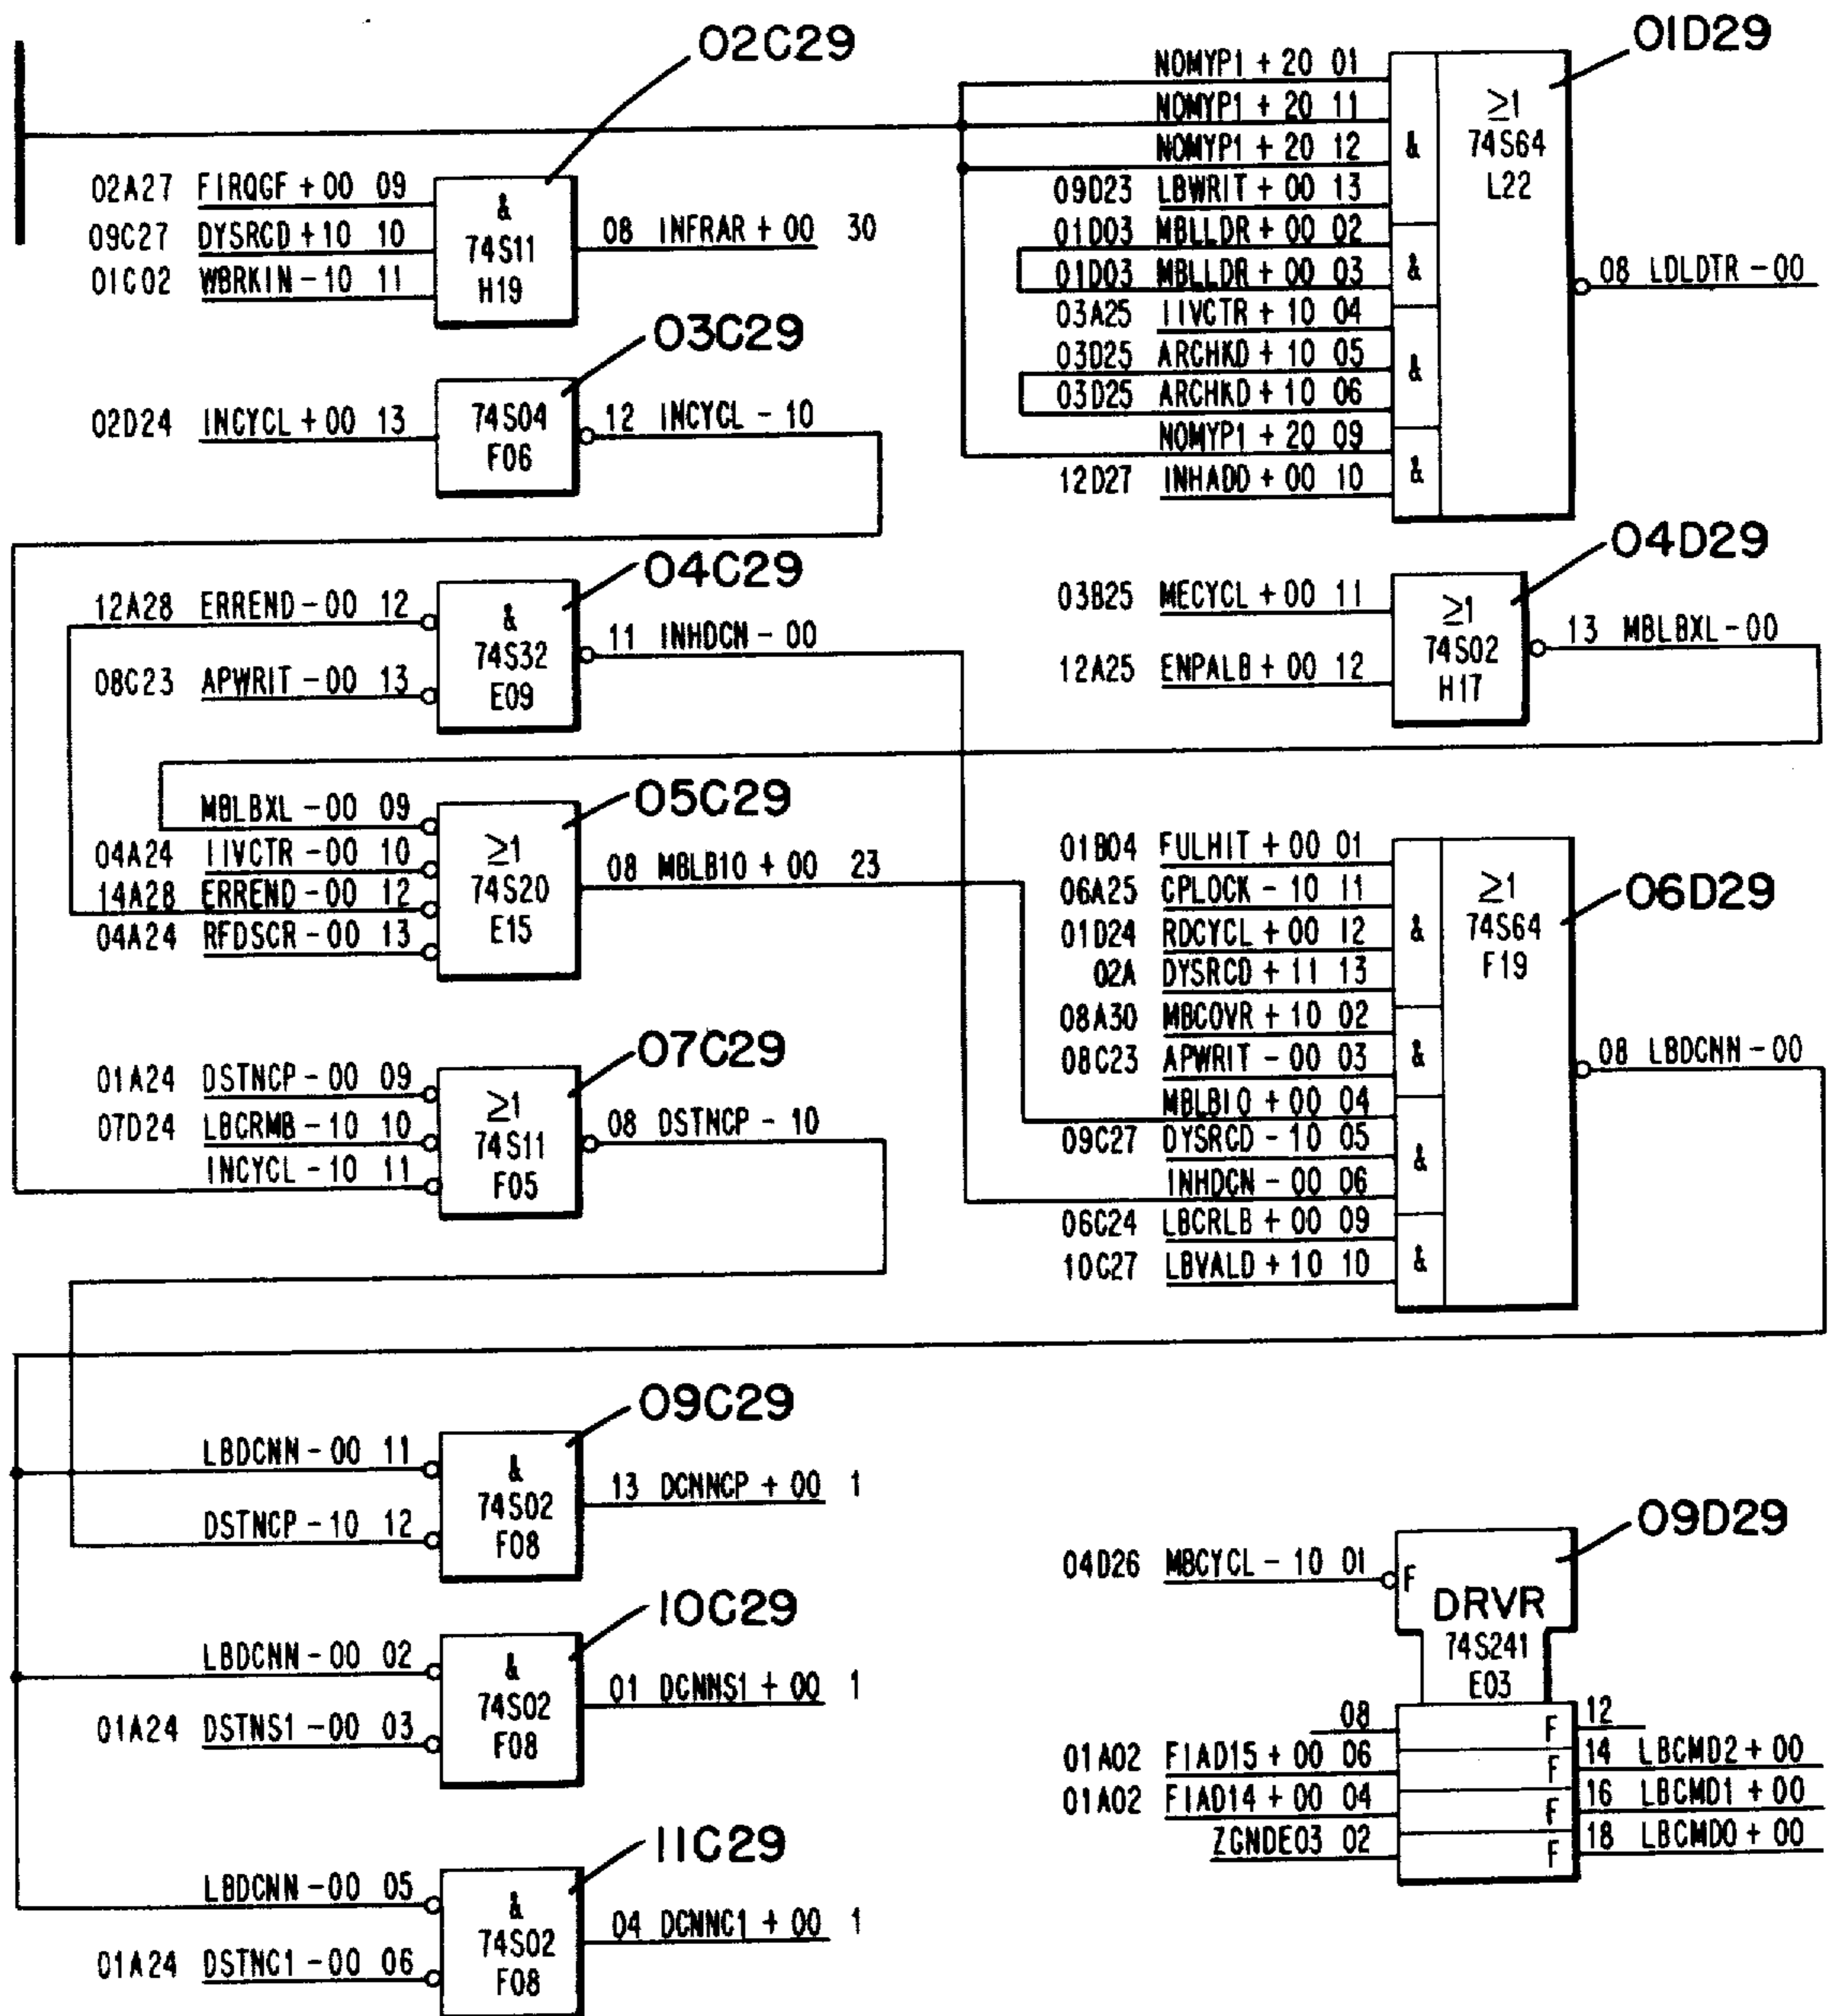 02C29
02A27 FIRQGF + 00 09
09C27 DYSRCD + 10 10
01C02 WBRKIN - 10 11
&
74S11
H19
08 INFRAR + 00 30
03C29
02D24 INCYCL + 00 13
74S04
F06
12 INCYCL - 10
04C29
12A28 ERREND - 00 12
08C23 APWRIT - 00 13
&
74S32
E09
11 INHDCN - 00
05C29
MBLBXL - 00 09
04A24 IIVCTR - 00 10
14A28 ERREND - 00 12
04A24 RFDSCR - 00 13
≥1
74S20
E15
08 MBLBIO + 00 23
07C29
01A24 DSTNCP - 00 09
07D24 LBCRMB - 10 10
INCYCL - 10 11
≥1
74S11
F05
08 DSTNCP - 10
09C29
LBDCNN - 00 11
DSTNCP - 10 12
&
74S02
F08
13 DCNNCP + 00 1
10C29
LBDCNN - 00 02
01A24 DSTNS1 - 00 03
&
74S02
F08
01 DCNNS1 + 00 1
11C29
LBDCNN - 00 05
01A24 DSTNC1 - 00 06
&
74S02
F08
04 DCNNC1 + 00 1
01D29
NOMYP1 + 20 01
NOMYP1 + 20 11
NOMYP1 + 20 12
09D23 LBWRIT + 00 13
01D03 MBLLDR + 00 02
01D03 MBLLDR + 00 03
03A25 IIVCTR + 10 04
03D25 ARCHKD + 10 05
03D25 ARCHKD + 10 06
NOMYP1 + 20 09
12D27 INHADD + 00 10
&
&
&
&
≥1
74S64
L22
08 LDLDTR - 00
04D29
03B25 MECYCL + 00 11
12A25 ENPALB + 00 12
≥1
74S02
H17
13 MBLBXL - 00
06D29
01B04 FULHIT + 00 01
06A25 CPLOCK - 10 11
01D24 RDCYCL + 00 12
02A DYSRCD + 11 13
08A30 MBCOVR + 10 02
08C23 APWRIT - 00 03
MBLBIO + 00 04
09C27 DYSRCD - 10 05
INHDCN - 00 06
06C24 LBCRLB + 00 09
10C27 LBVALD + 10 10
&
&
&
&
≥1
74S64
F19
08 LBDCNN - 00
09D29
04D26 MBCYCL - 10 01
F
DRVR
74S241
E03
08 F 12
01A02 FIAD15 + 00 06 F 14 LBCMD2 + 00
01A02 FIAD14 + 00 04 F 16 LBCMD1 + 00
ZGNDE03 02 F 18 LBCMD0 + 00